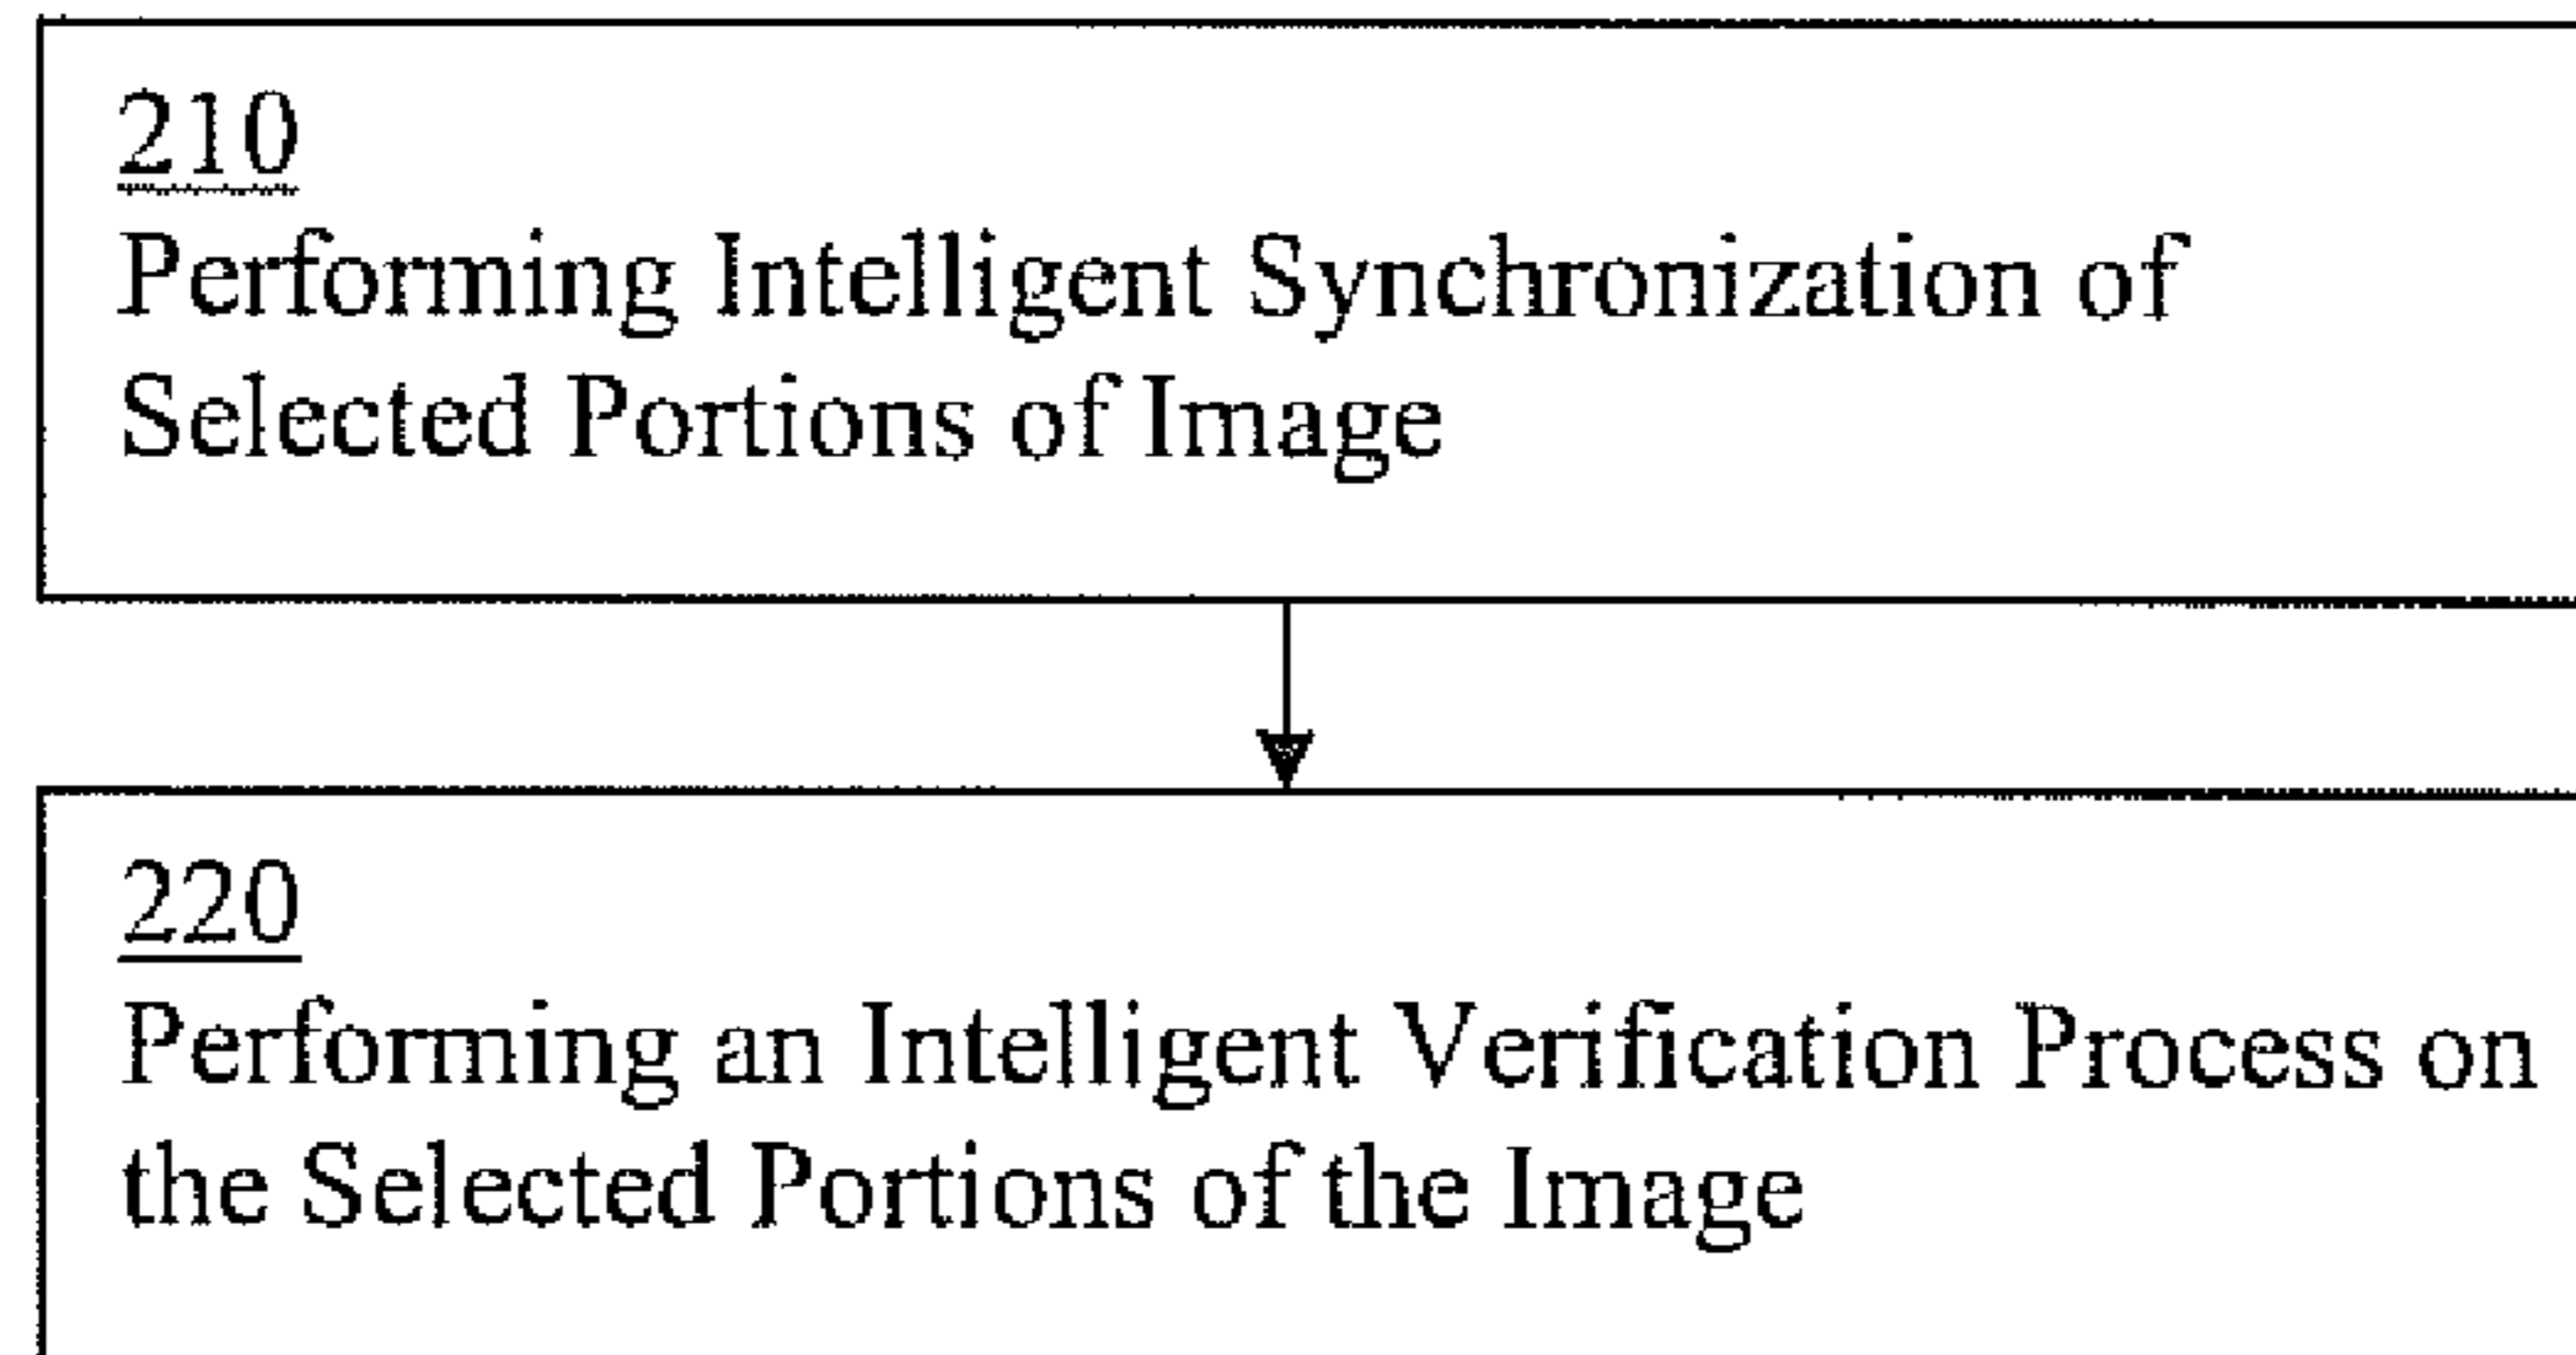 210
Performing Intelligent Synchronization of
Selected Portions of Image
220
Performing an Intelligent Verification Process on
the Selected Portions of the Image